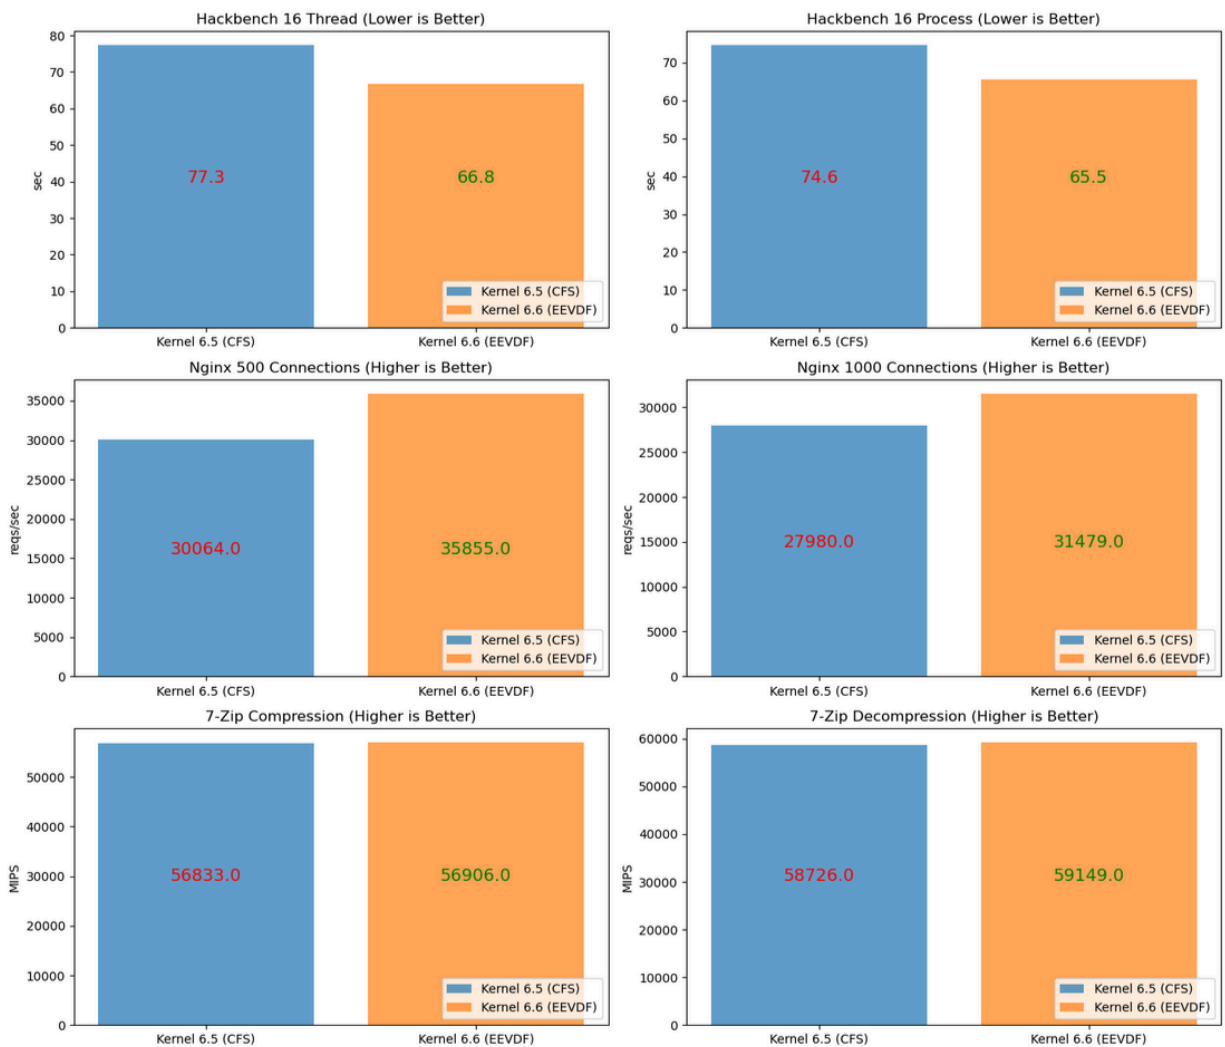 Hackbench 16 Thread (Lower is Better)
80
70
60
50
40
30
20
10
0
sec
77.3
66.8
Kernel 6.5 (CFS)
Kernel 6.6 (EEVDF)
Kernel 6.5 (CFS)
Kernel 6.6 (EEVDF)
Hackbench 16 Process (Lower is Better)
70
60
50
40
30
20
10
0
sec
74.6
65.5
Kernel 6.5 (CFS)
Kernel 6.6 (EEVDF)
Kernel 6.5 (CFS)
Kernel 6.6 (EEVDF)
Nginx 500 Connections (Higher is Better)
35000
30000
25000
20000
15000
10000
5000
0
reqs/sec
30064.0
35855.0
Kernel 6.5 (CFS)
Kernel 6.6 (EEVDF)
Kernel 6.5 (CFS)
Kernel 6.6 (EEVDF)
Nginx 1000 Connections (Higher is Better)
30000
25000
20000
15000
10000
5000
0
reqs/sec
27980.0
31479.0
Kernel 6.5 (CFS)
Kernel 6.6 (EEVDF)
Kernel 6.5 (CFS)
Kernel 6.6 (EEVDF)
7-Zip Compression (Higher is Better)
50000
40000
30000
20000
10000
0
MIPS
56833.0
56906.0
Kernel 6.5 (CFS)
Kernel 6.6 (EEVDF)
Kernel 6.5 (CFS)
Kernel 6.6 (EEVDF)
7-Zip Decompression (Higher is Better)
60000
50000
40000
30000
20000
10000
0
MIPS
58726.0
59149.0
Kernel 6.5 (CFS)
Kernel 6.6 (EEVDF)
Kernel 6.5 (CFS)
Kernel 6.6 (EEVDF)